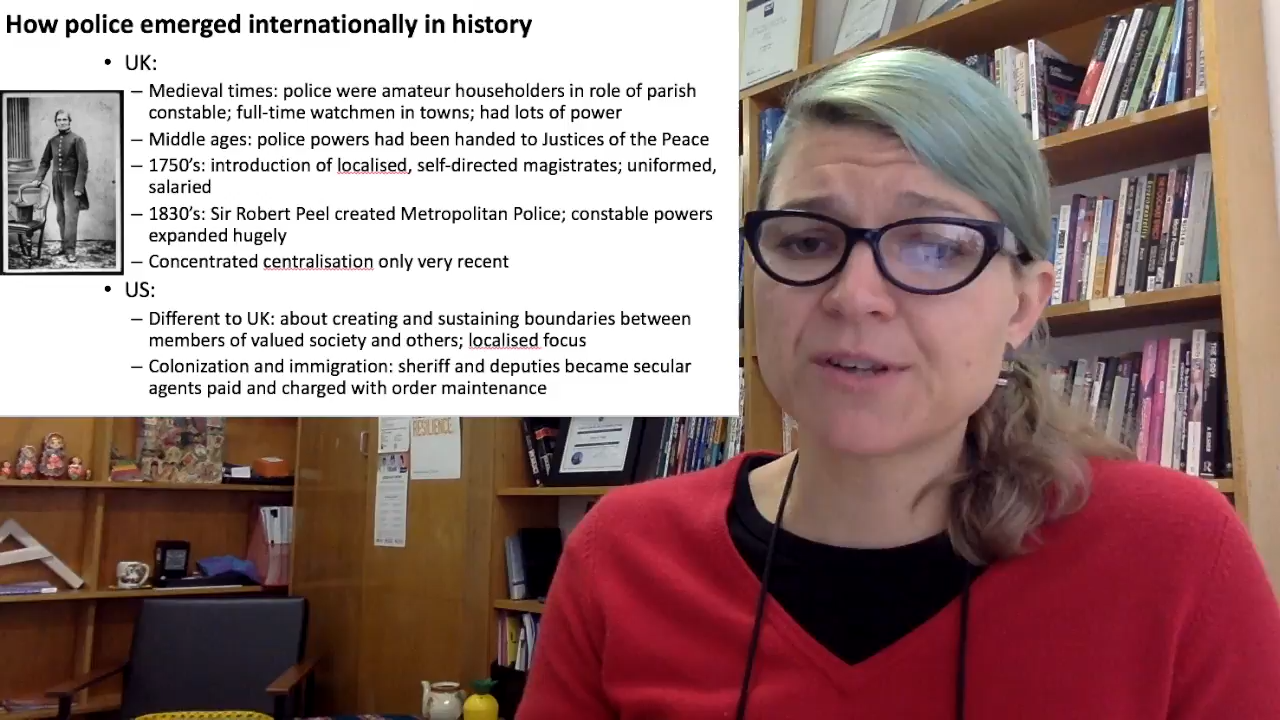 How police emerged internationally in history
• UK:
– Medieval times: police were amateur householders in role of parish
constable; full-time watchmen in towns; had lots of power
– Middle ages: police powers had been handed to Justices of the Peace
– 1750's: introduction of localised, self-directed magistrates; uniformed,
salaried
– 1830's: Sir Robert Peel created Metropolitan Police; constable powers
expanded hugely
– Concentrated centralisation only very recent
• US:
– Different to UK: about creating and sustaining boundaries between
members of valued society and others; localised focus
– Colonization and immigration: sheriff and deputies became secular
agents paid and charged with order maintenance
RESILIENCE
THE BODY